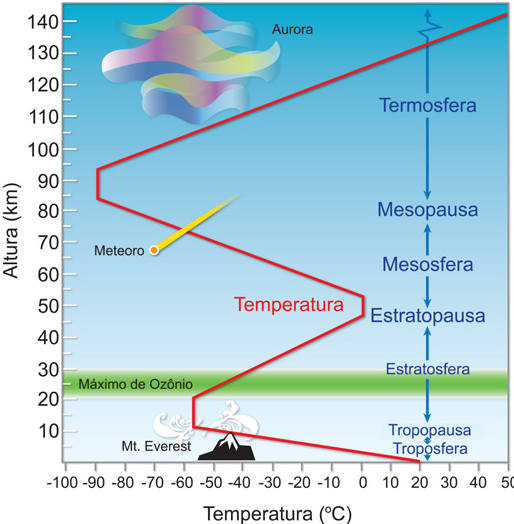 Altura (km)
140
130
120
110
100
90
80
70
60
50
40
30
20
10
Aurora
Termosfera
Mesopausa
Meteoro
Mesosfera
Temperatura
Estratopausa
Estratosfera
Máximo de Ozônio
Tropopausa
Mt. Everest
Troposfera
-100 -90 -80 -70 -60 -50 -40 -30 -20 -10 0 10 20 30 40 50
Temperatura (ºC)